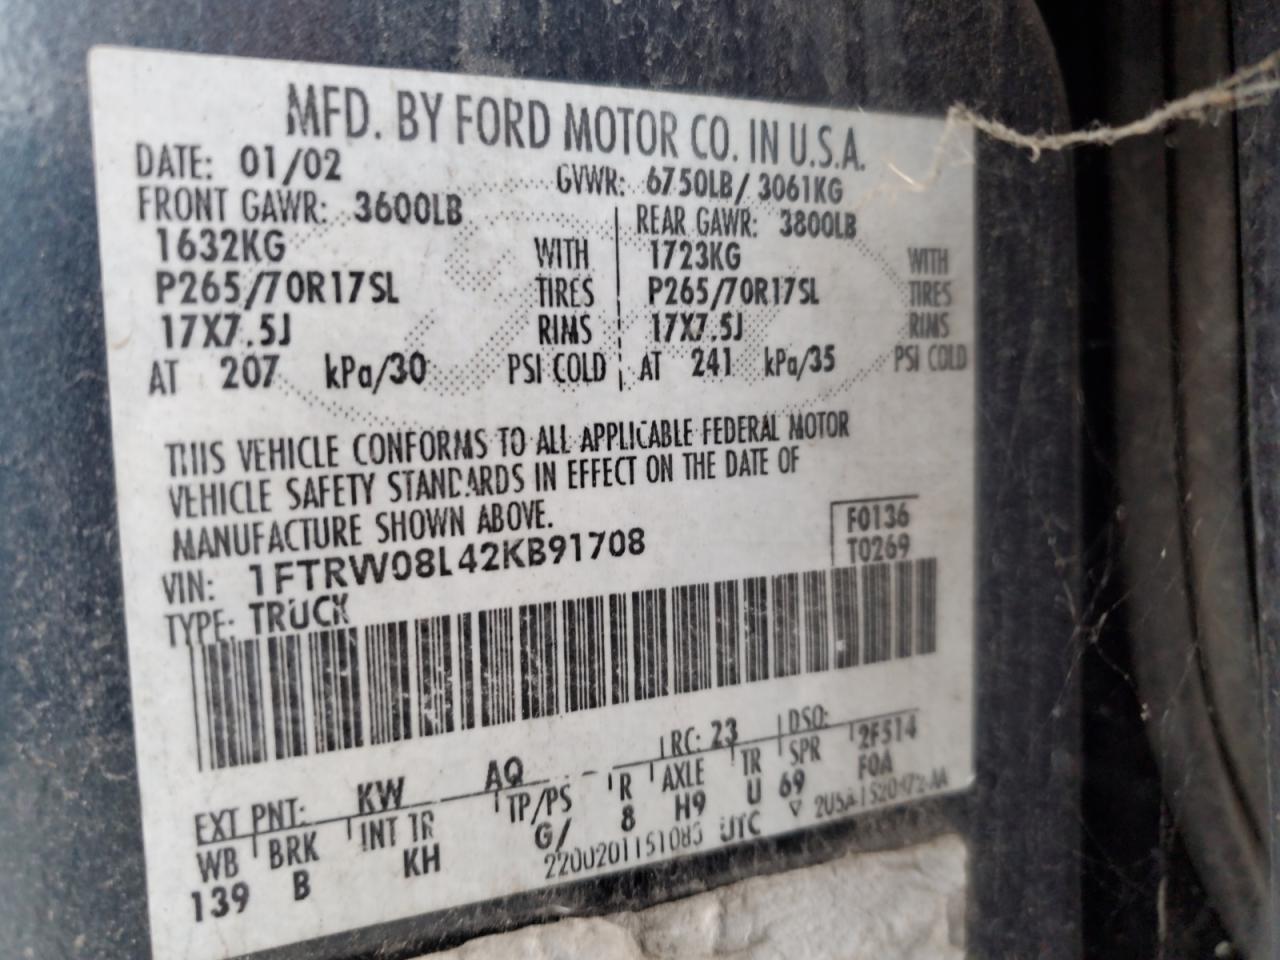 MFD. BY FORD MOTOR CO. IN U.S.A.
DATE: 01/02 GVWR: 6750LB/ 3061KG
FRONT GAWR: 3600LB REAR GAWR: 3800LB
1632KG WITH 1723KG WITH
P265/70R17SL TIRES P265/70R17SL TIRES
17X7.5J RIMS 17X7.5J RIMS
AT 207 kPa/30 PSI COLD AT 241 kPa/35 PSI COLD
THIS VEHICLE CONFORMS TO ALL APPLICABLE FEDERAL MOTOR
VEHICLE SAFETY STANDARDS IN EFFECT ON THE DATE OF
MANUFACTURE SHOWN ABOVE.
F0136
VIN: 1FTRW08L42KB91708 T0269
TYPE: TRUCK
EXT PNT: KW AQ RC: 23 DSO:
WB BRK INT TR TP/PS R AXLE TR SPR 2F514
139 B KH G/ 8 H9 U 69 F0A
UTC